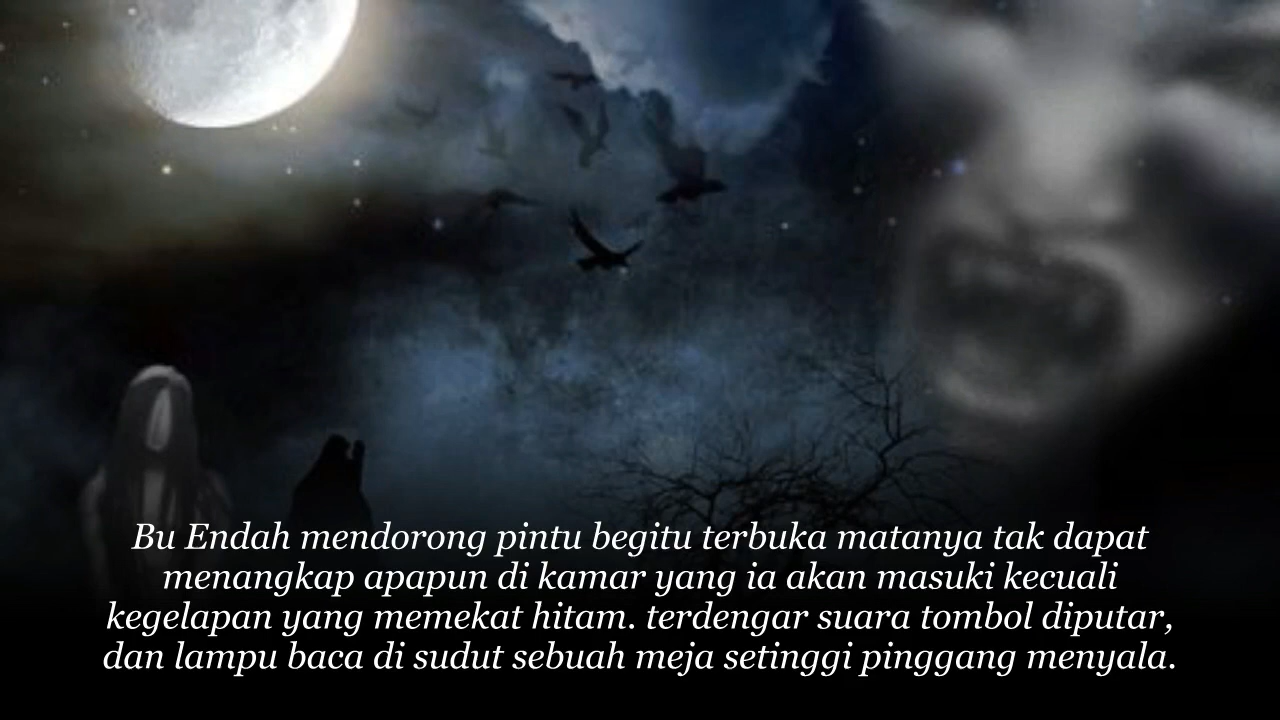 Bu Endah mendorong pintu begitu terbuka matanya tak dapat
menangkap apapun di kamar yang ia akan masuki kecuali
kegelapan yang memekat hitam. terdengar suara tombol diputar,
dan lampu baca di sudut sebuah meja setinggi pinggang menyala.